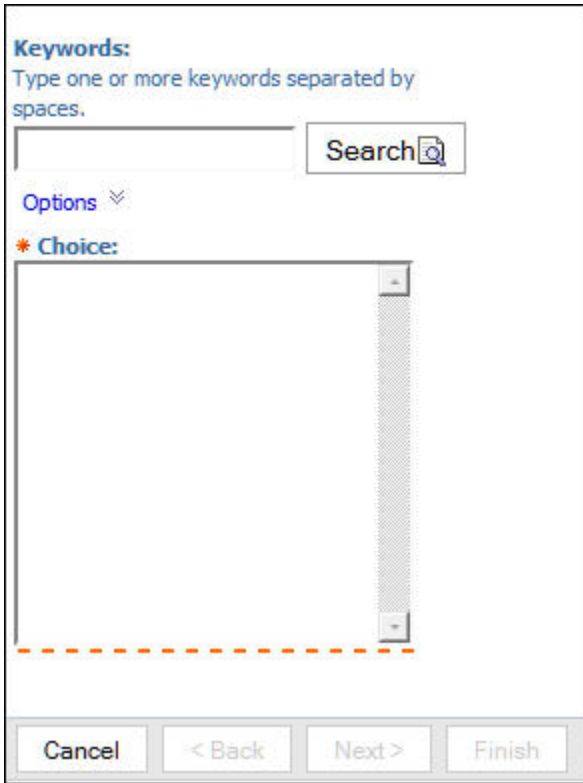 Keywords:
Type one or more keywords separated by
spaces.
Search
Options
* Choice:
Cancel
< Back
Next >
Finish